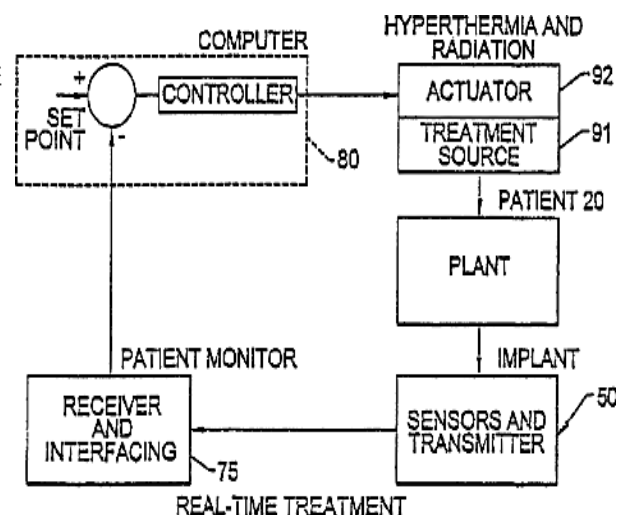 COMPUTER
+
SET
POINT
-
CONTROLLER
80
HYPERTHERMIA AND
RADIATION
ACTUATOR
92
TREATMENT
SOURCE
91
PATIENT 20
PLANT
IMPLANT
SENSORS AND
TRANSMITTER
50
PATIENT MONITOR
RECEIVER
AND
INTERFACING
75
REAL-TIME TREATMENT